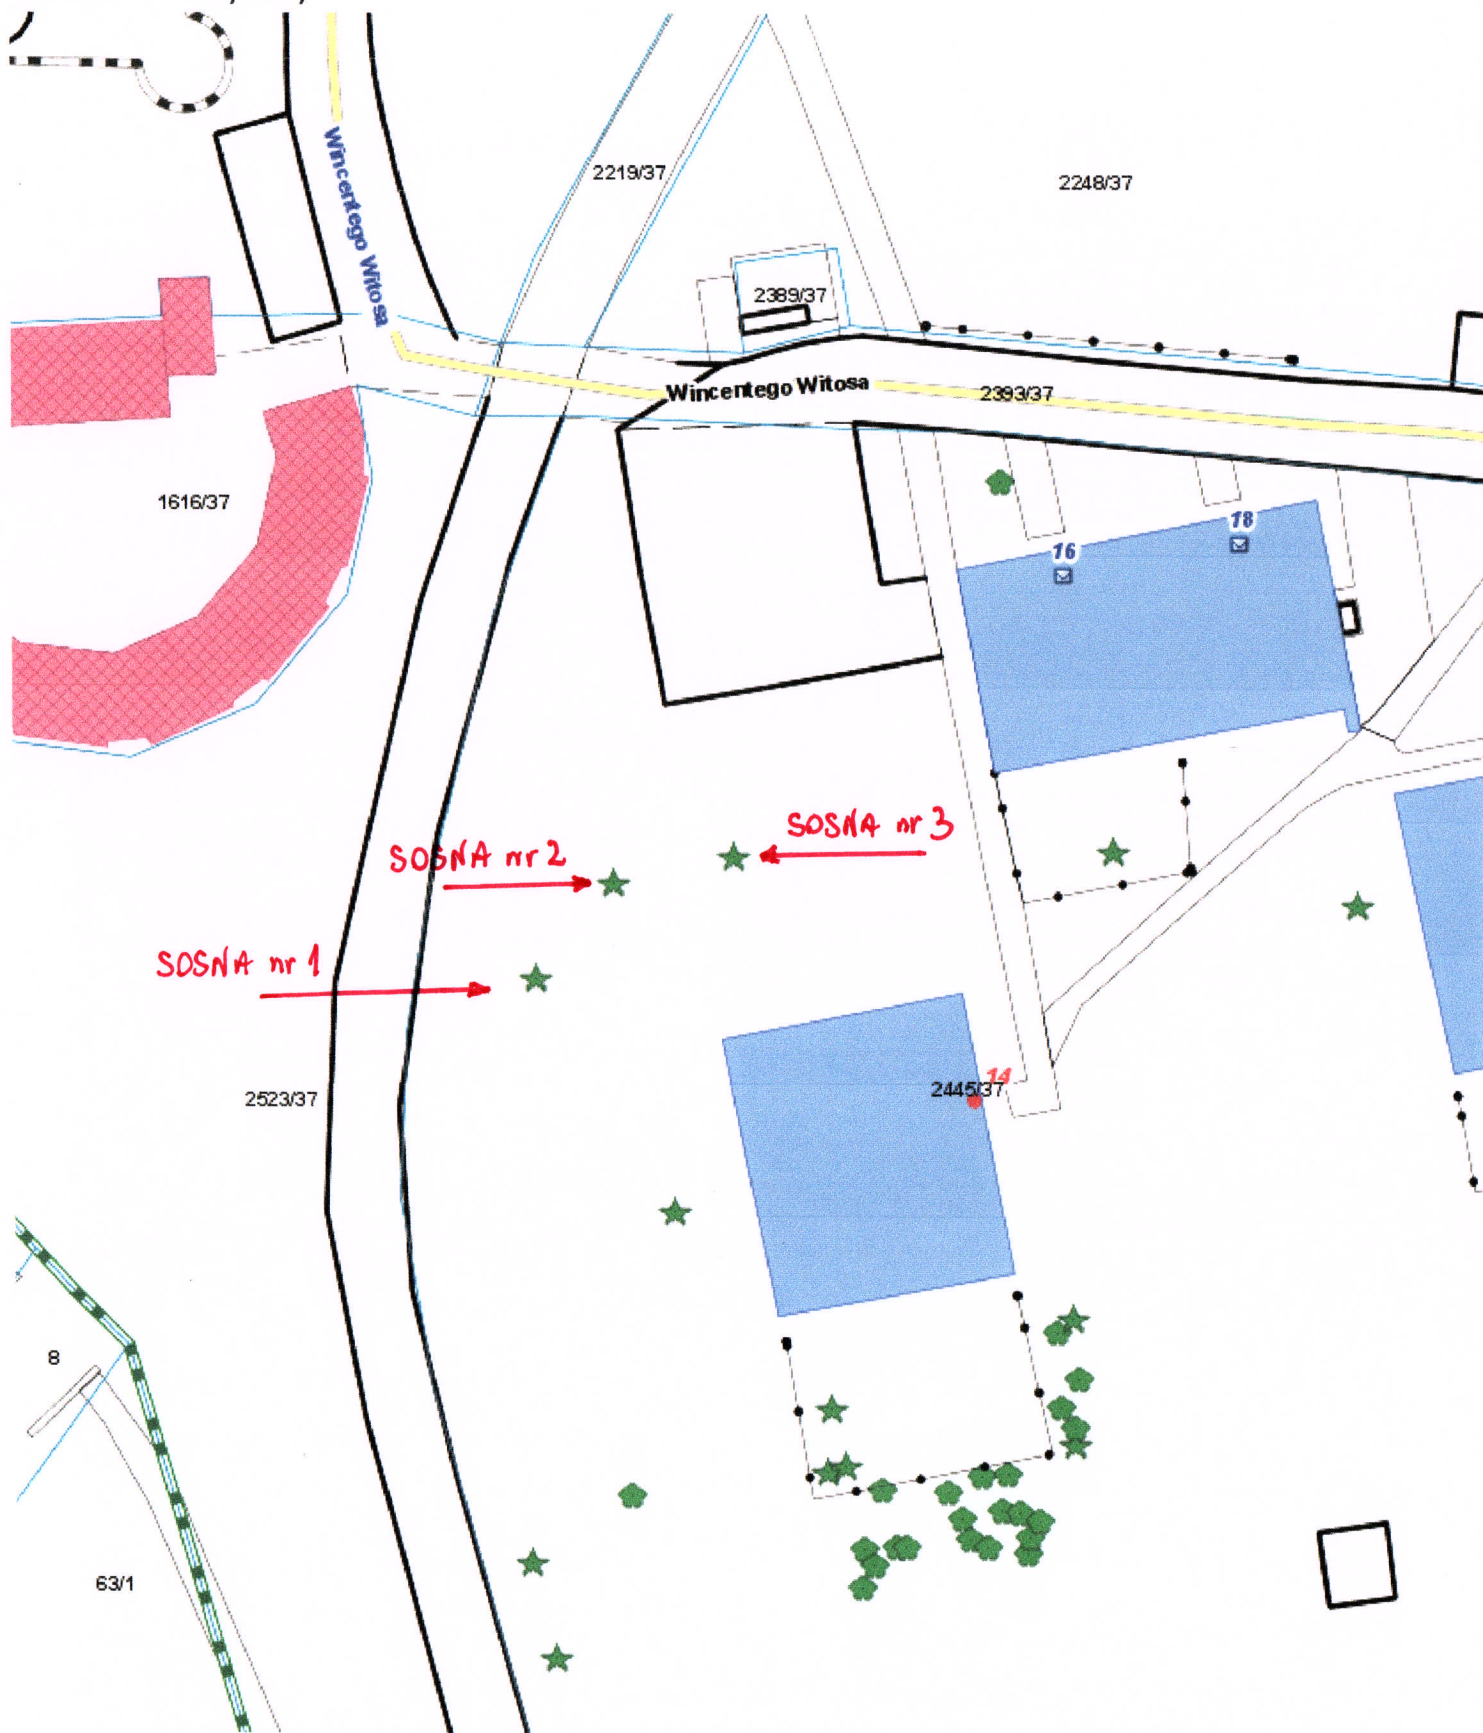 Wincentego Witosa
2219/37
2248/37
2389/37
Wincentego Witosa
2393/37
1616/37
18
16
SOSNA nr 3
SOSNA nr 2
SOSNA nr 1
14
2445/37
2523/37
8
63/1